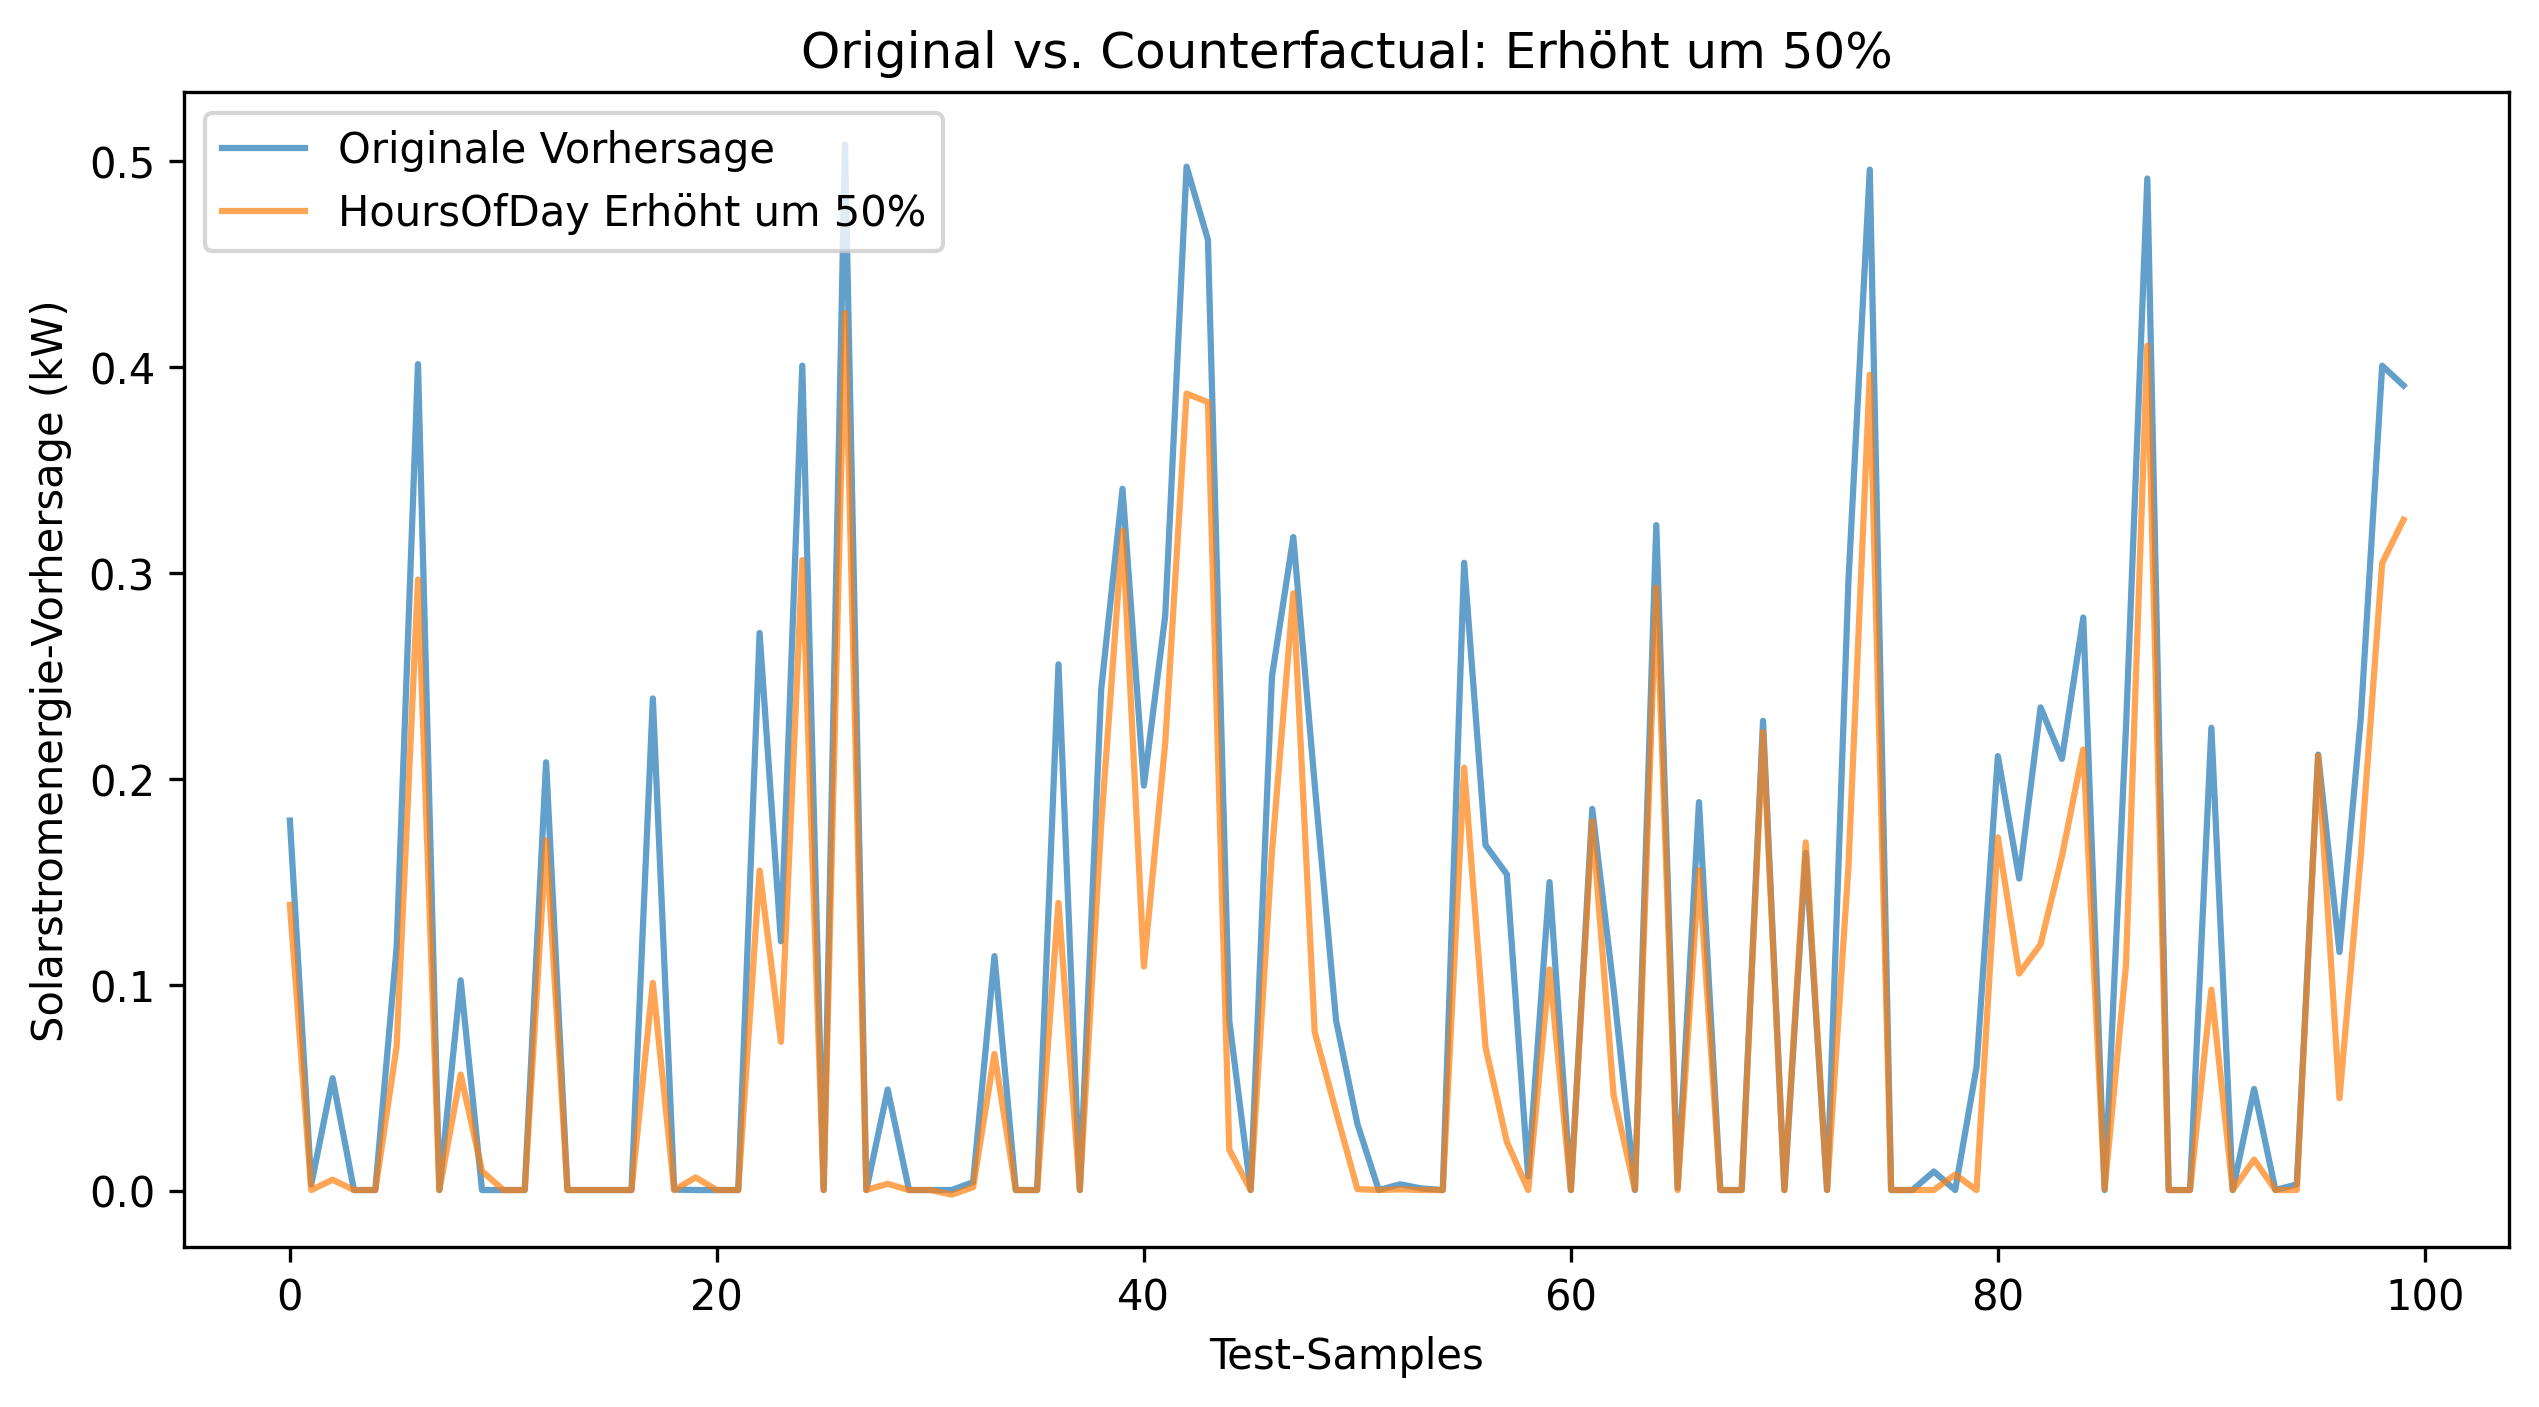 Original vs. Counterfactual: Erhöht um 50%
Originale Vorhersage
HoursOfDay Erhöht um 50%
Solarstromenergie-Vorhersage (kW)
0.5
0.4
0.3
0.2
0.1
0.0
0 20 40 60 80 100
Test-Samples